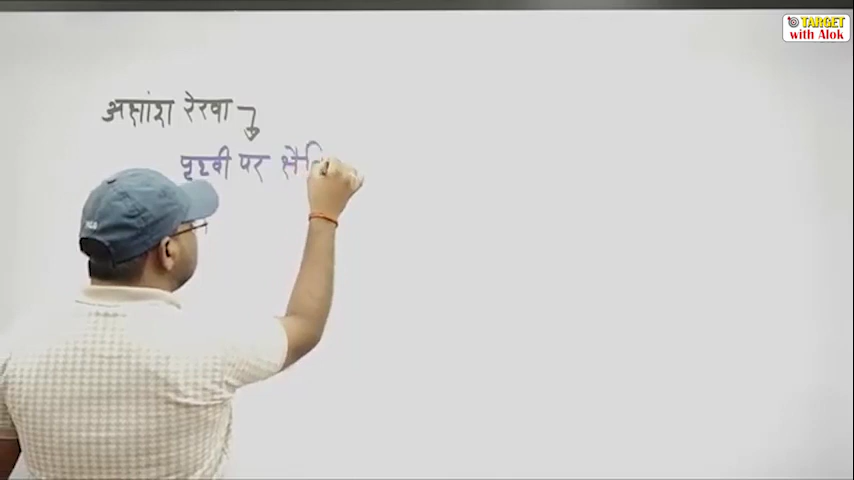 TARGET
with Alok
अक्षांश रेखा
पृथ्वी पर क्षैति